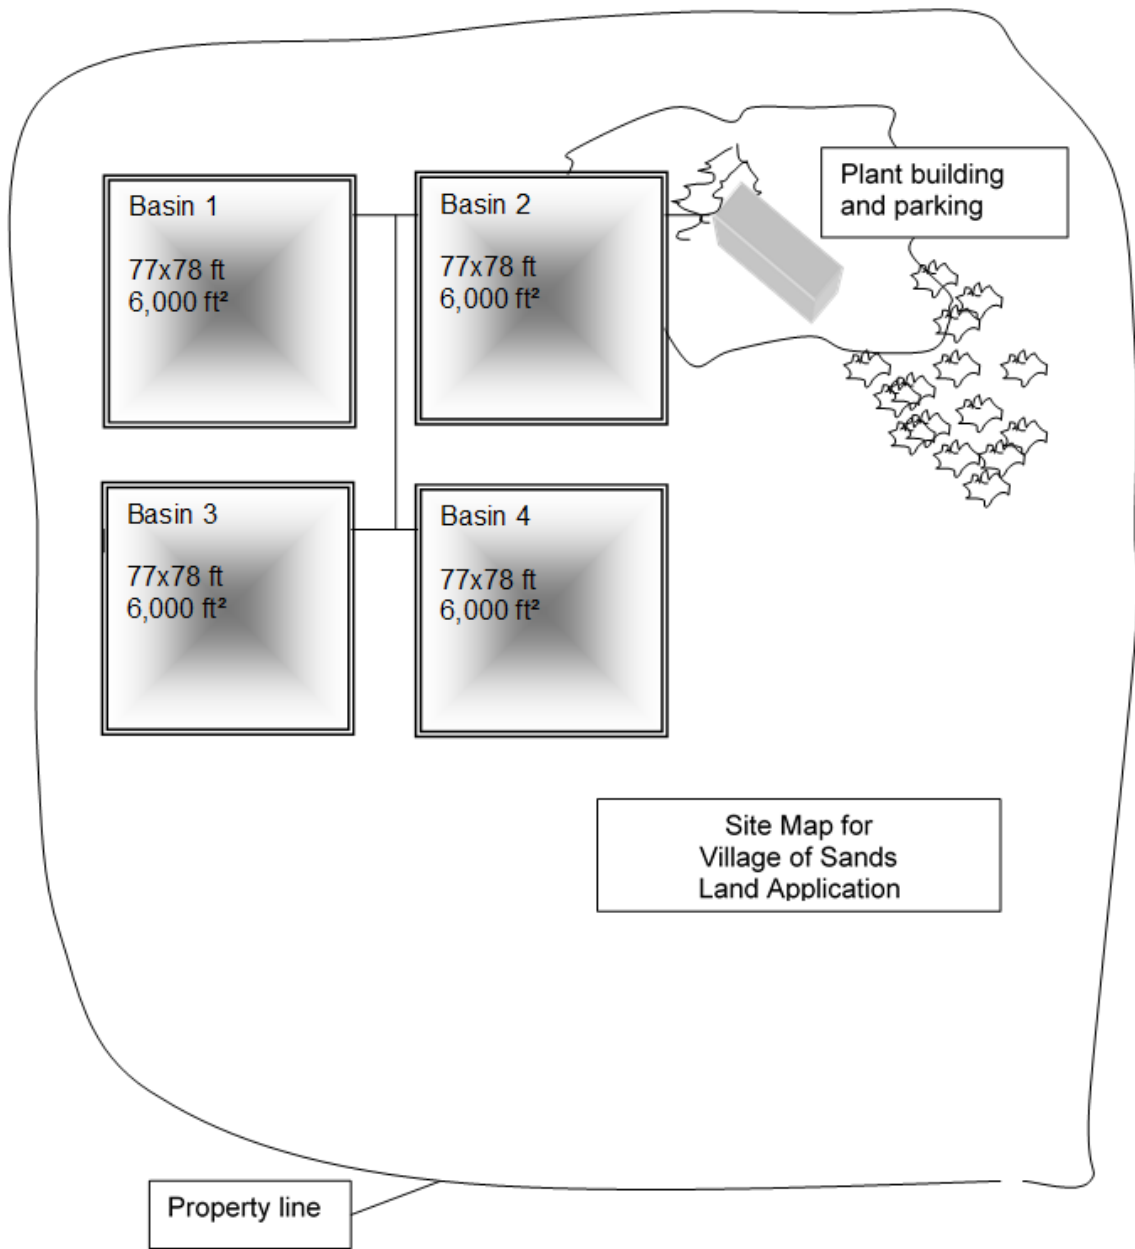 Basin 1
77x78 ft
6,000 ft²
Basin 2
77x78 ft
6,000 ft²
Plant building
and parking
Basin 3
77x78 ft
6,000 ft²
Basin 4
77x78 ft
6,000 ft²
Site Map for
Village of Sands
Land Application
Property line